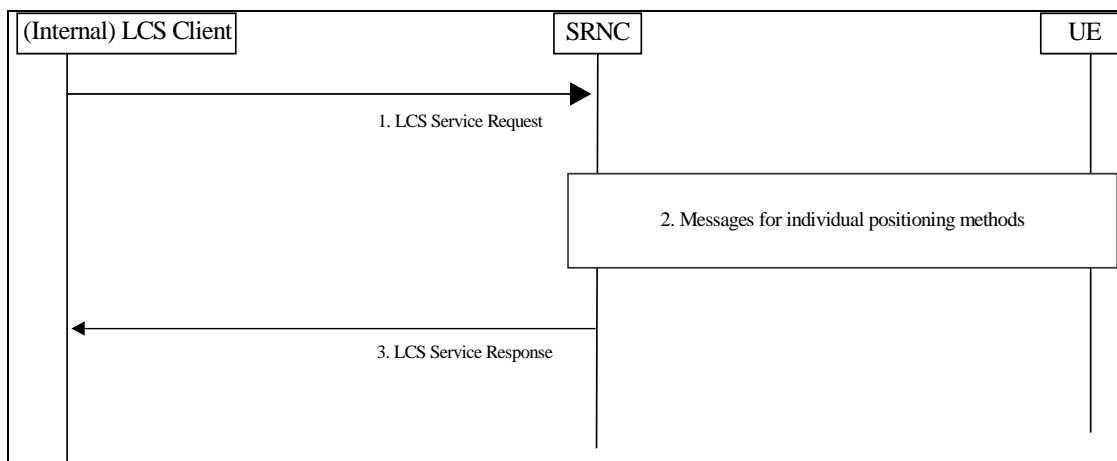 (Internal) LCS Client
SRNC
UE
1. LCS Service Request
2. Messages for individual positioning methods
3. LCS Service Response